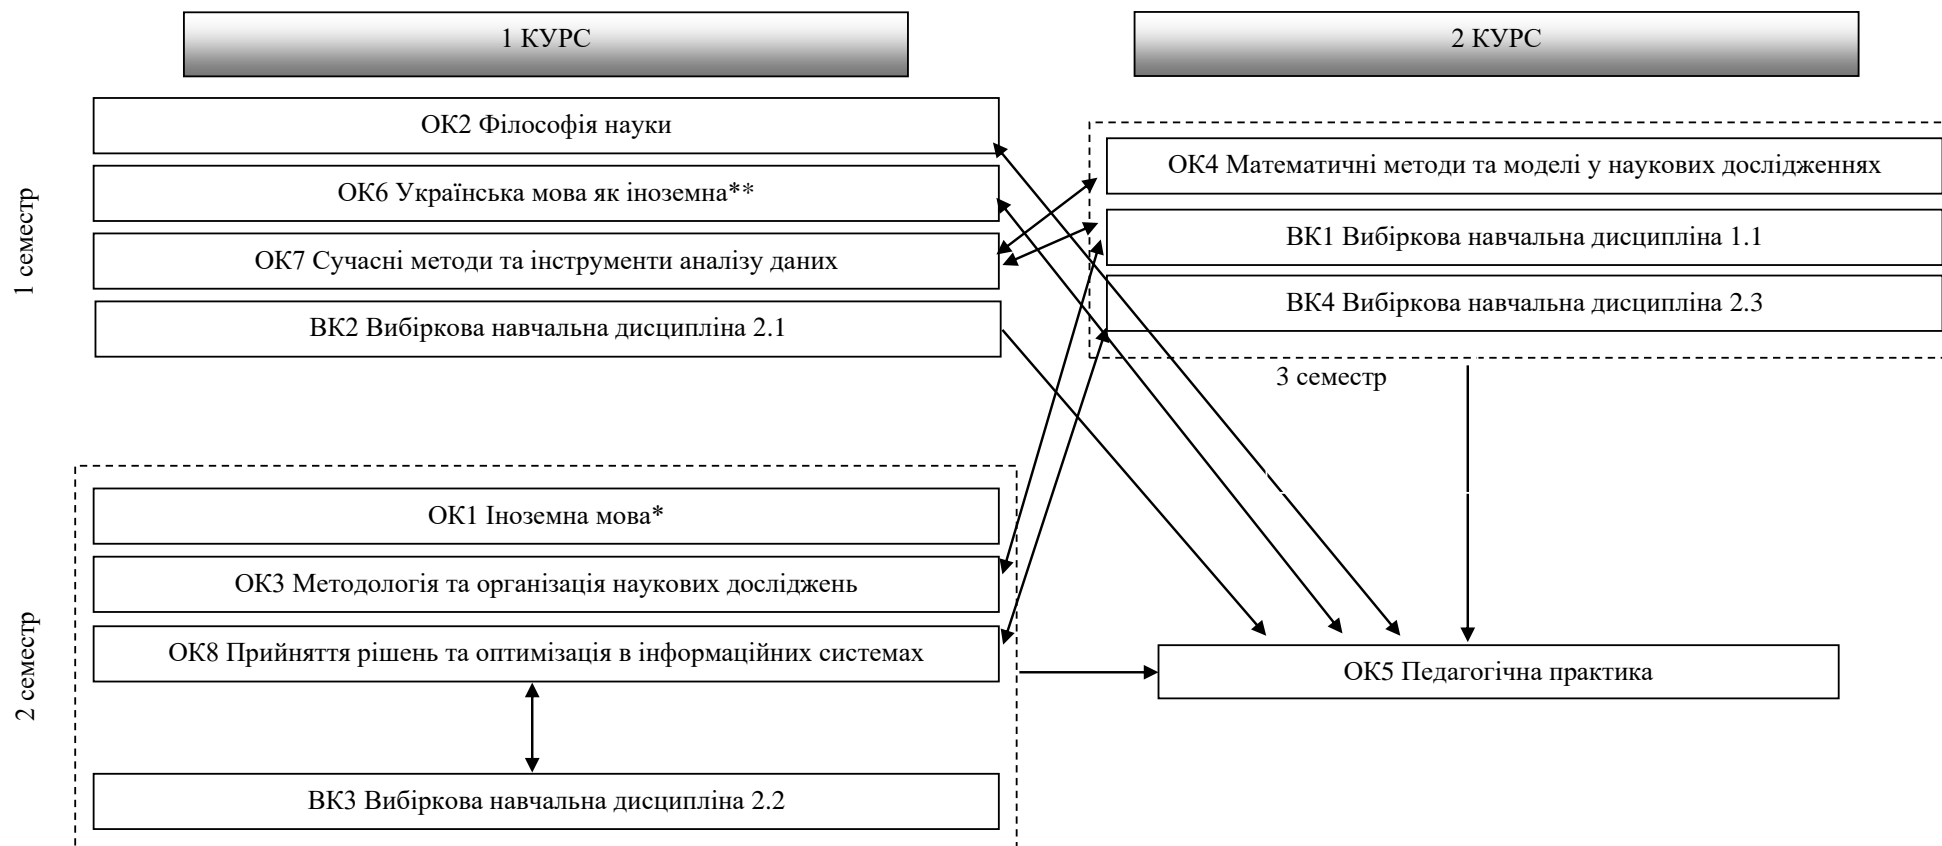 1 КУРС
2 КУРС
1 семестр
ОК2 Філософія науки
ОК6 Українська мова як іноземна**
ОК7 Сучасні методи та інструменти аналізу даних
ВК2 Вибіркова навчальна дисципліна 2.1
ОК4 Математичні методи та моделі у наукових дослідженнях
ВК1 Вибіркова навчальна дисципліна 1.1
ВК4 Вибіркова навчальна дисципліна 2.3
3 семестр
2 семестр
ОК1 Іноземна мова*
ОК3 Методологія та організація наукових досліджень
ОК8 Прийняття рішень та оптимізація в інформаційних системах
ВК3 Вибіркова навчальна дисципліна 2.2
ОК5 Педагогічна практика